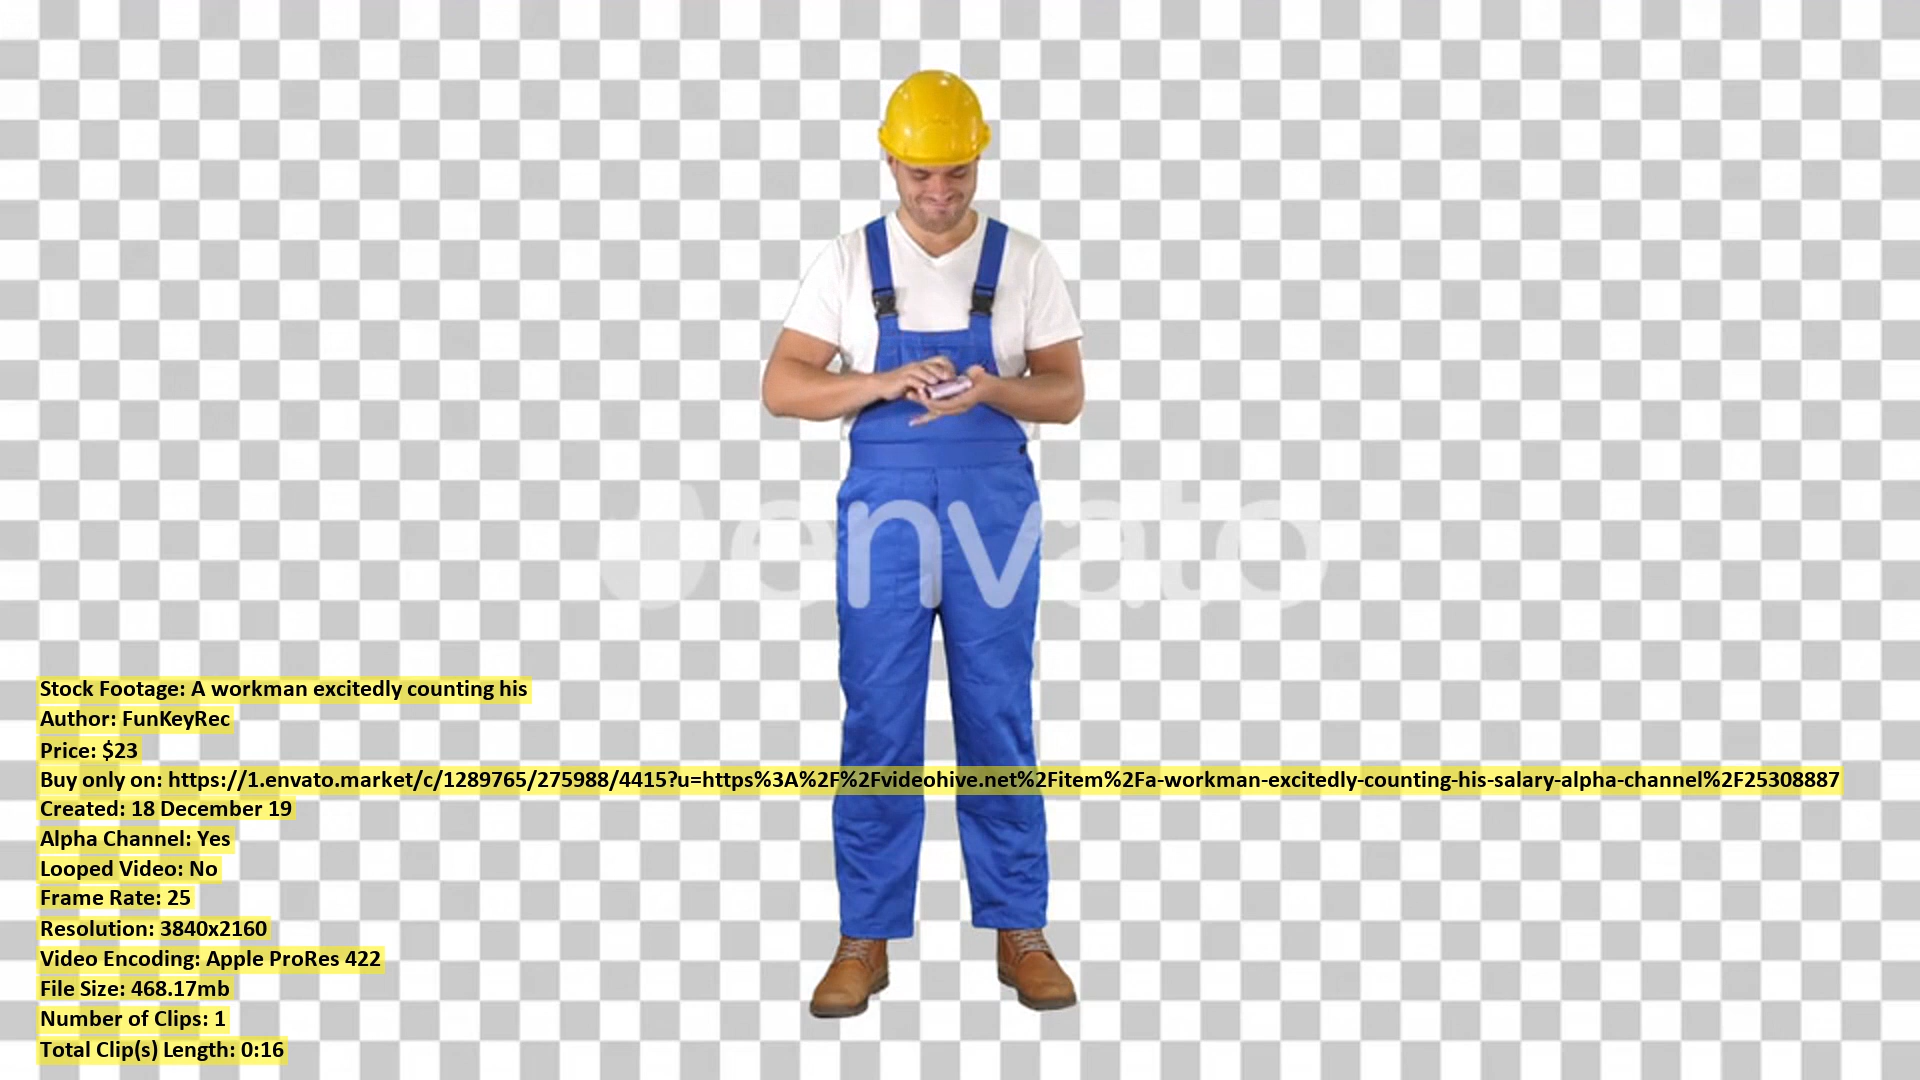 envato
Stock Footage: A workman excitedly counting his
Author: FunKeyRec
Price: $23
Buy only on: https://1.envato.market/c/1289765/275988/4415?u=https%3A%2F%2Fvideohive.net%2Fitem%2Fa-workman-excitedly-counting-his-salary-alpha-channel%2F25308887
Created: 18 December 19
Alpha Channel: Yes
Looped Video: No
Frame Rate: 25
Resolution: 3840x2160
Video Encoding: Apple ProRes 422
File Size: 468.17mb
Number of Clips: 1
Total Clip(s) Length: 0:16